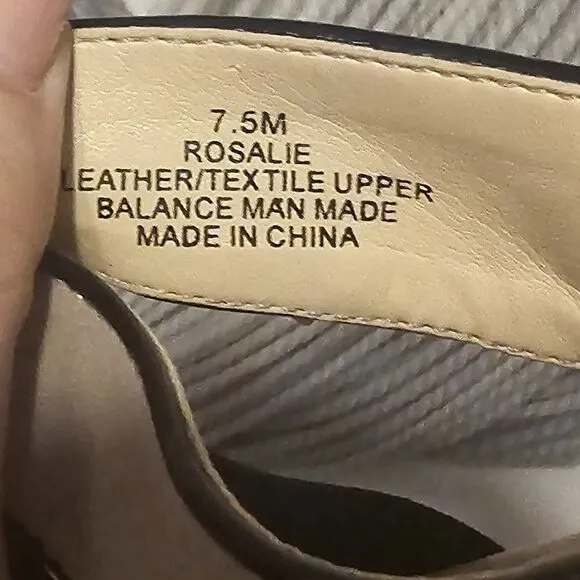 7.5M
ROSALIE
LEATHER/TEXTILE UPPER
BALANCE MAN MADE
MADE IN CHINA